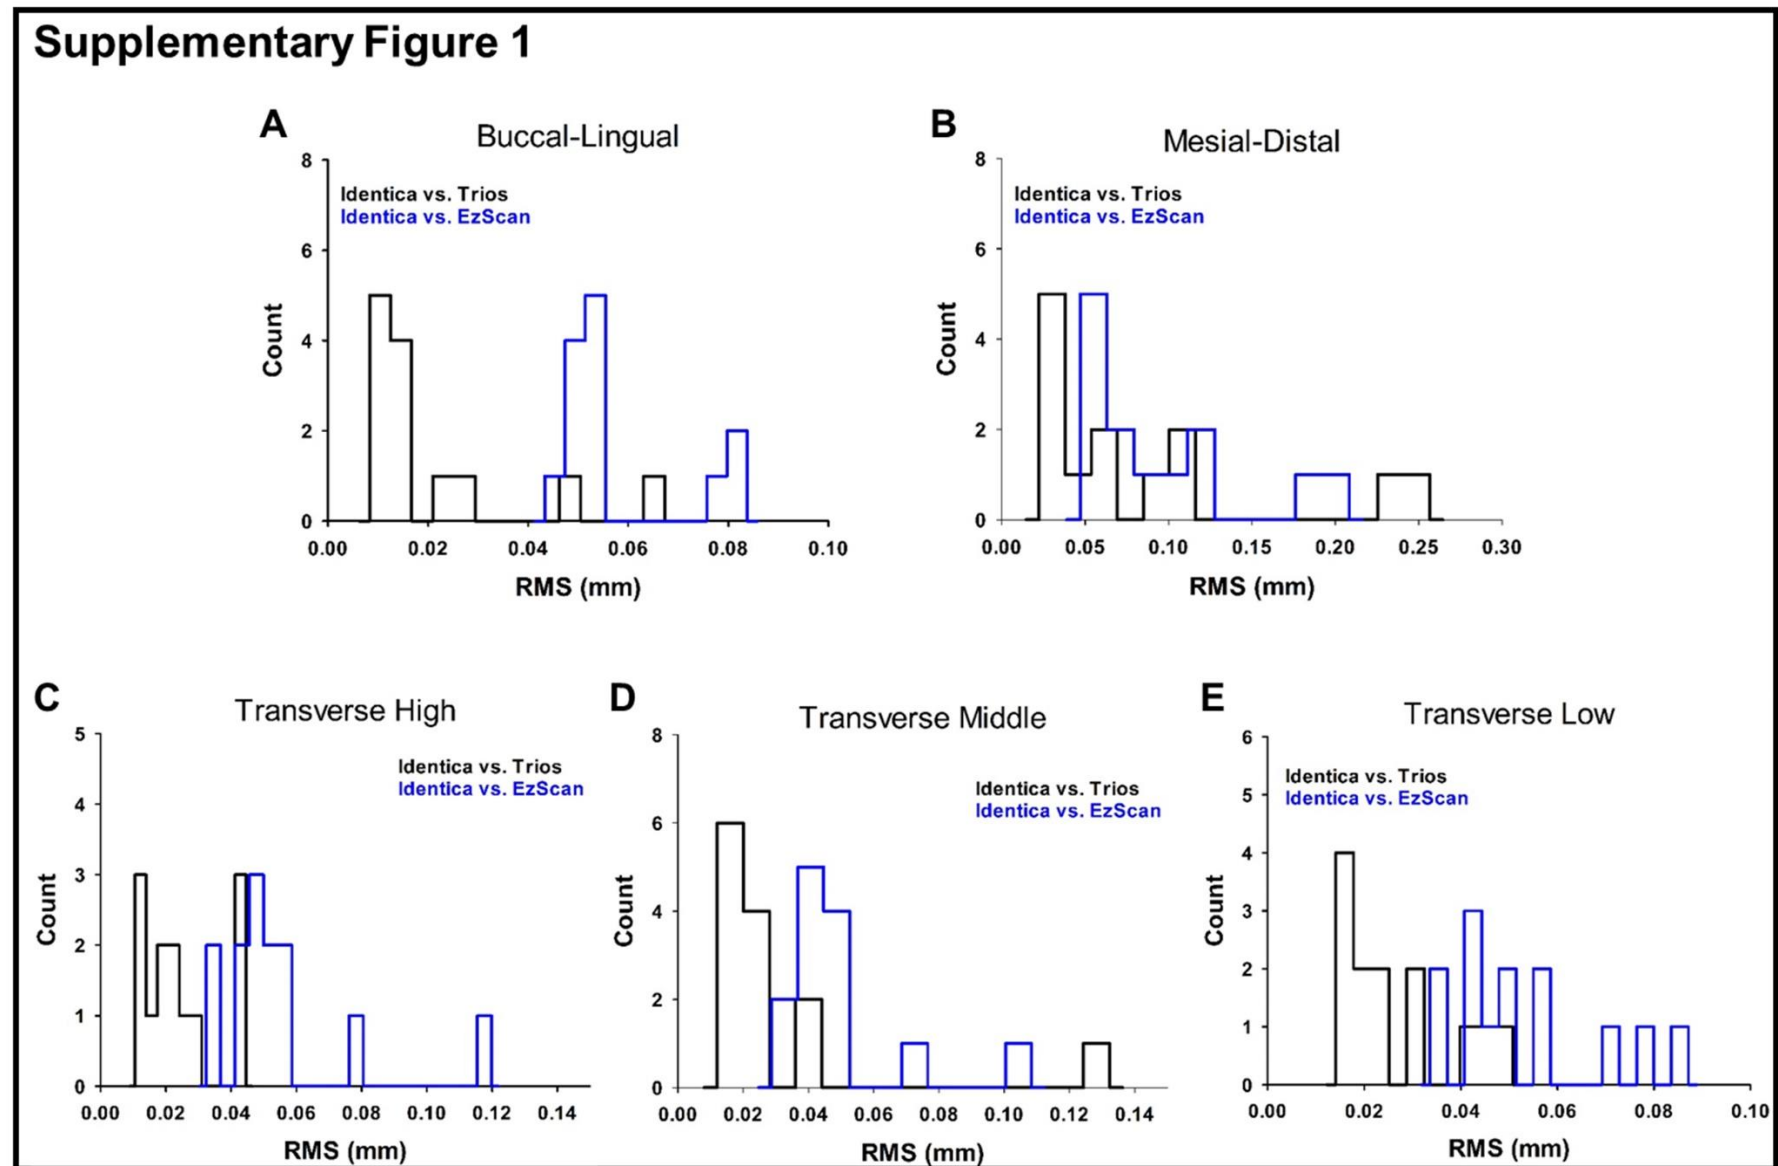 Supplementary Figure 1
A
Buccal-Lingual
8
6
4
2
0
Count
Identica vs. Trios
Identica vs. EzScan
0.00 0.02 0.04 0.06 0.08 0.10
RMS (mm)
B
Mesial-Distal
8
6
4
2
0
Count
Identica vs. Trios
Identica vs. EzScan
0.00 0.05 0.10 0.15 0.20 0.25 0.30
RMS (mm)
C
Transverse High
5
4
3
2
1
0
Count
Identica vs. Trios
Identica vs. EzScan
0.00 0.02 0.04 0.06 0.08 0.10 0.12 0.14
RMS (mm)
D
Transverse Middle
8
6
4
2
0
Count
Identica vs. Trios
Identica vs. EzScan
0.00 0.02 0.04 0.06 0.08 0.10 0.12 0.14
RMS (mm)
E
Transverse Low
6
5
4
3
2
1
0
Count
Identica vs. Trios
Identica vs. EzScan
0.00 0.02 0.04 0.06 0.08 0.10
RMS (mm)